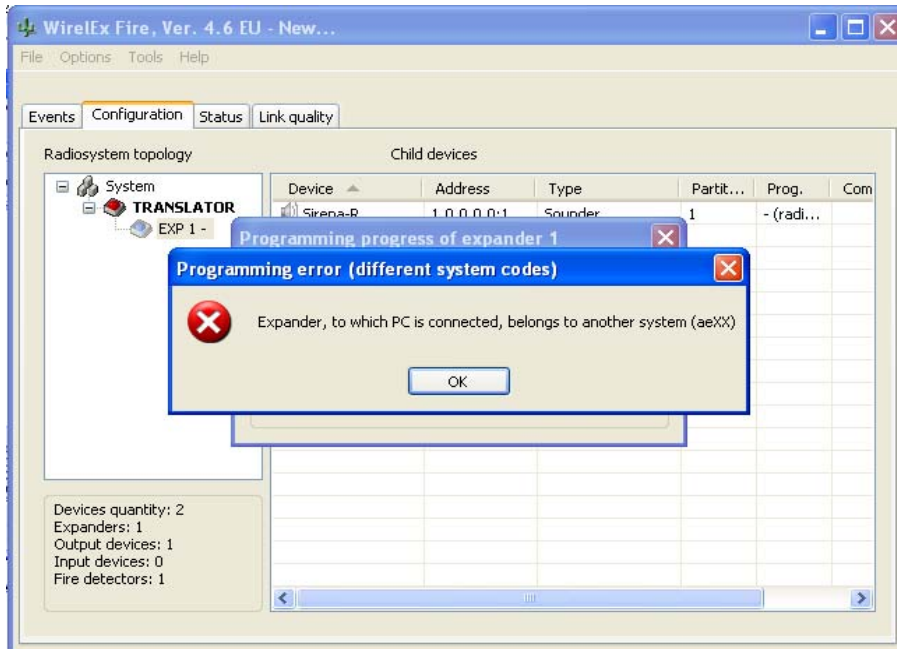 WirelEx Fire, Ver. 4.6 EU - New...
File Options Tools Help
Events Configuration Status Link quality
Radiosystem topology
Child devices
System
TRANSLATOR
EXP 1 -
Device Address Type Partit... Prog. Com
Sirena-R 1.0.0.0.0:1 Sounder 1 - (radi...
Programming progress of expander 1
Programming error (different system codes)
Expander, to which PC is connected, belongs to another system (aeXX)
OK
Devices quantity: 2
Expanders: 1
Output devices: 1
Input devices: 0
Fire detectors: 1